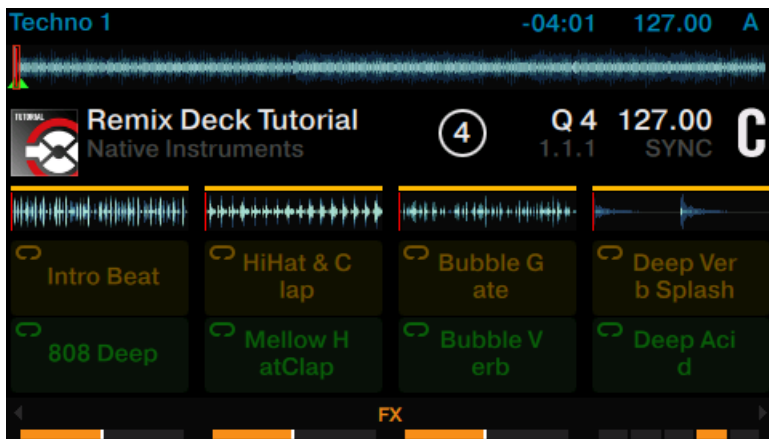 Techno 1 -04:01 127.00 A
TUTORIAL
Remix Deck Tutorial 4 Q 4 127.00 C
Native Instruments 1.1.1 SYNC
Intro Beat
HiHat & C
lap
Bubble G
ate
Deep Ver
b Splash
808 Deep
Mellow H
atClap
Bubble V
erb
Deep Aci
d
FX